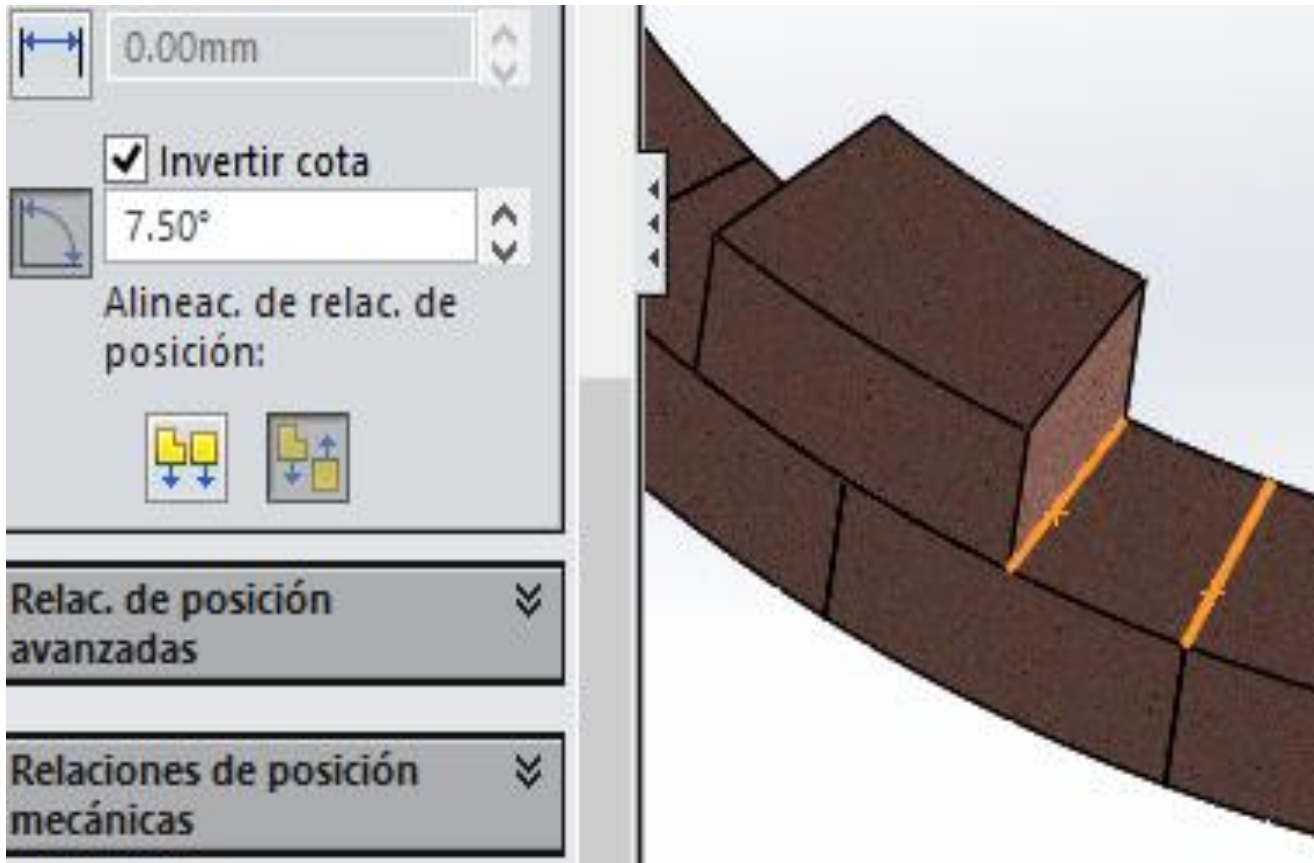 0.00mm
Invertir cota
7.50°
Alineac. de relac. de
posición:
Relac. de posición
avanzadas
Relaciones de posición
mecánicas